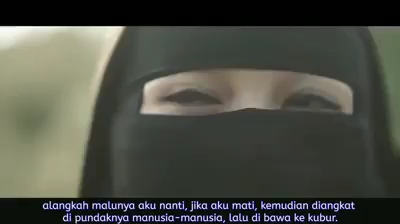 alangkah malunya aku nanti, jika aku mati, kemudian diangkat
di pundaknya manusia-manusia, lalu di bawa ke kubur.